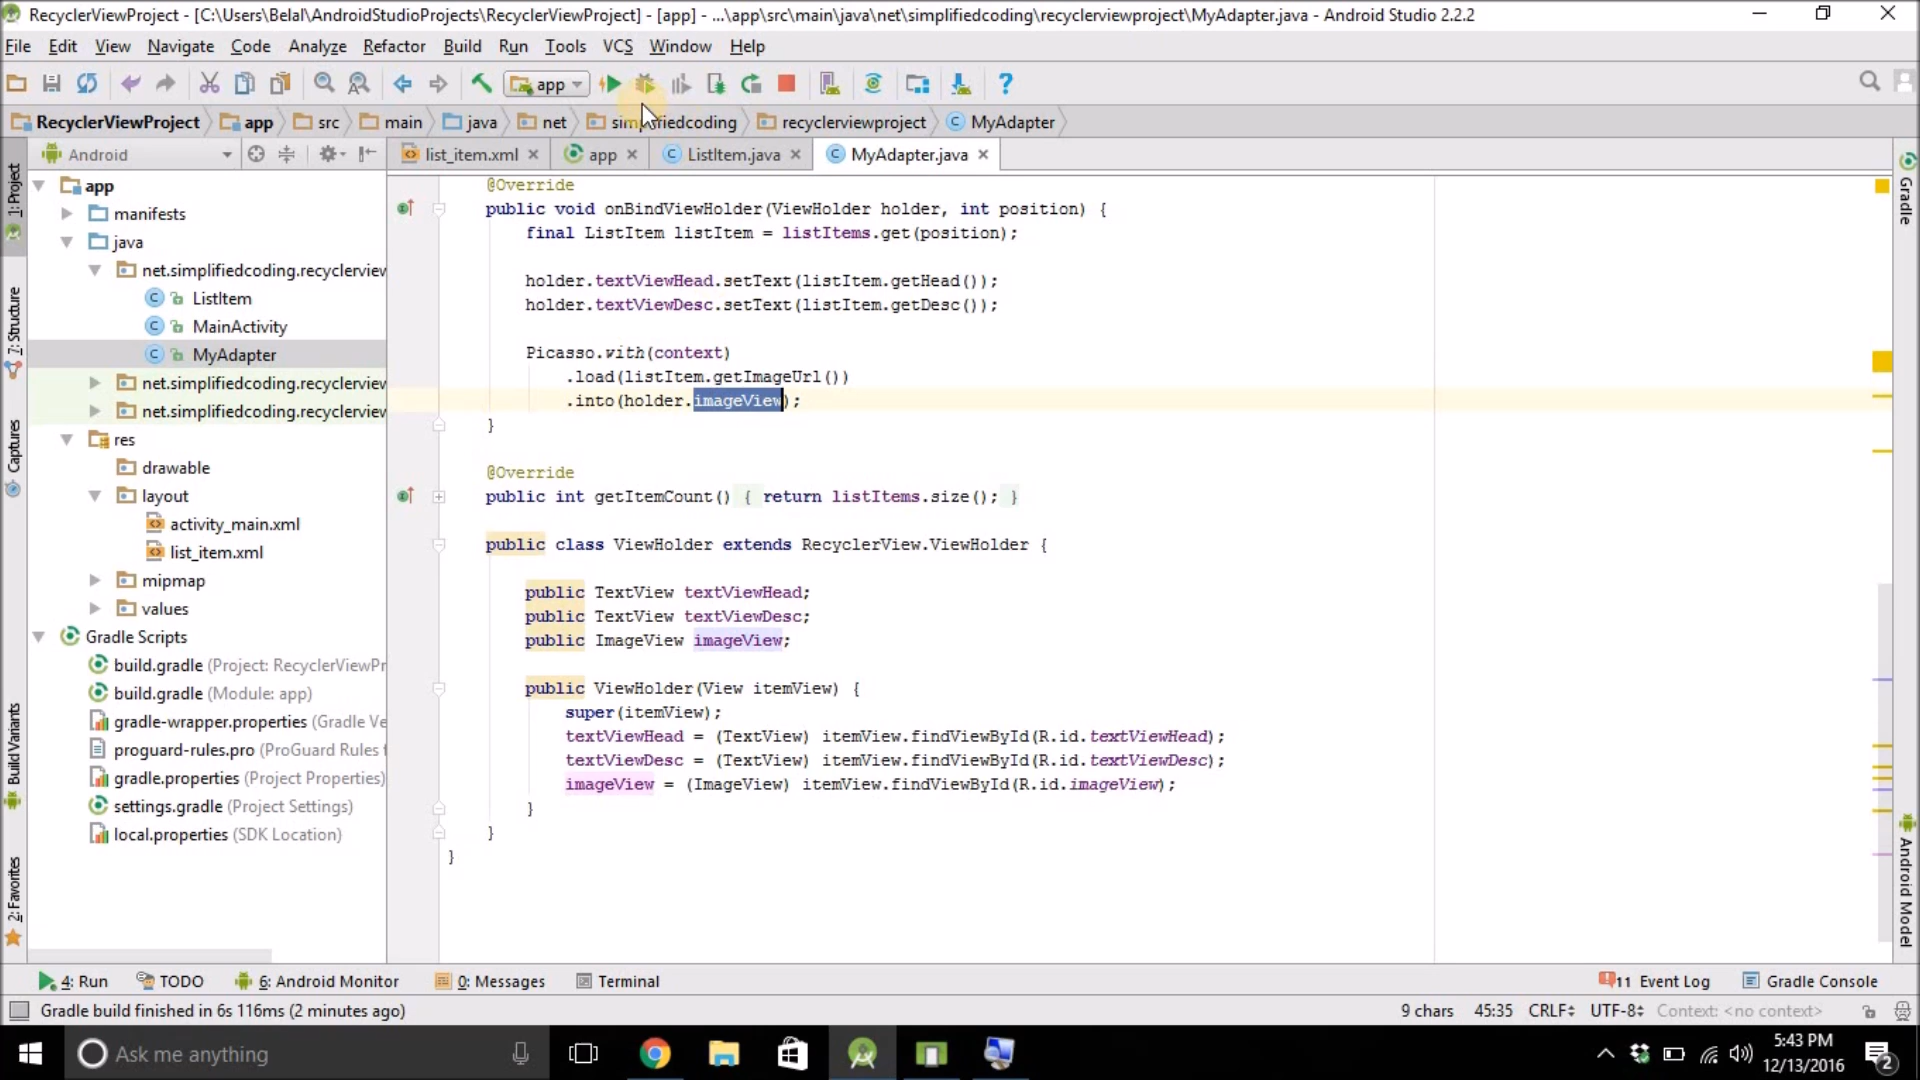 RecyclerViewProject - [C:\Users\Belal\AndroidStudioProjects\RecyclerViewProject] - [app] - ...\app\src\main\java\net\simplifiedcoding\recyclerviewproject\MyAdapter.java - Android Studio 2.2.2
File Edit View Navigate Code Analyze Refactor Build Run Tools VCS Window Help
app
RecyclerViewProject app src main java net simplifiedcoding recyclerviewproject MyAdapter
Android
list_item.xml app ListItem.java MyAdapter.java
1: Project
7: Structure
Captures
Build Variants
2: Favorites
app
manifests
java
net.simplifiedcoding.recyclerview
ListItem
MainActivity
MyAdapter
net.simplifiedcoding.recyclerview
net.simplifiedcoding.recyclerview
res
drawable
layout
activity_main.xml
list_item.xml
mipmap
values
Gradle Scripts
build.gradle (Project: RecyclerViewPr
build.gradle (Module: app)
gradle-wrapper.properties (Gradle Ve
proguard-rules.pro (ProGuard Rules f
gradle.properties (Project Properties)
settings.gradle (Project Settings)
local.properties (SDK Location)
@Override
public void onBindViewHolder(ViewHolder holder, int position) {
final ListItem listItem = listItems.get(position);
holder.textViewHead.setText(listItem.getHead());
holder.textViewDesc.setText(listItem.getDesc());
Picasso.with(context)
.load(listItem.getImageUrl())
.into(holder.imageView);
}
@Override
public int getItemCount() { return listItems.size(); }
public class ViewHolder extends RecyclerView.ViewHolder {
public TextView textViewHead;
public TextView textViewDesc;
public ImageView imageView;
public ViewHolder(View itemView) {
super(itemView);
textViewHead = (TextView) itemView.findViewById(R.id.textViewHead);
textViewDesc = (TextView) itemView.findViewById(R.id.textViewDesc);
imageView = (ImageView) itemView.findViewById(R.id.imageView);
}
}
}
Gradle
Android Model
4: Run TODO 6: Android Monitor 0: Messages Terminal 11 Event Log Gradle Console
Gradle build finished in 6s 116ms (2 minutes ago) 9 chars 45:35 CRLF UTF-8 Context: <no context>
Ask me anything
5:43 PM
12/13/2016
2